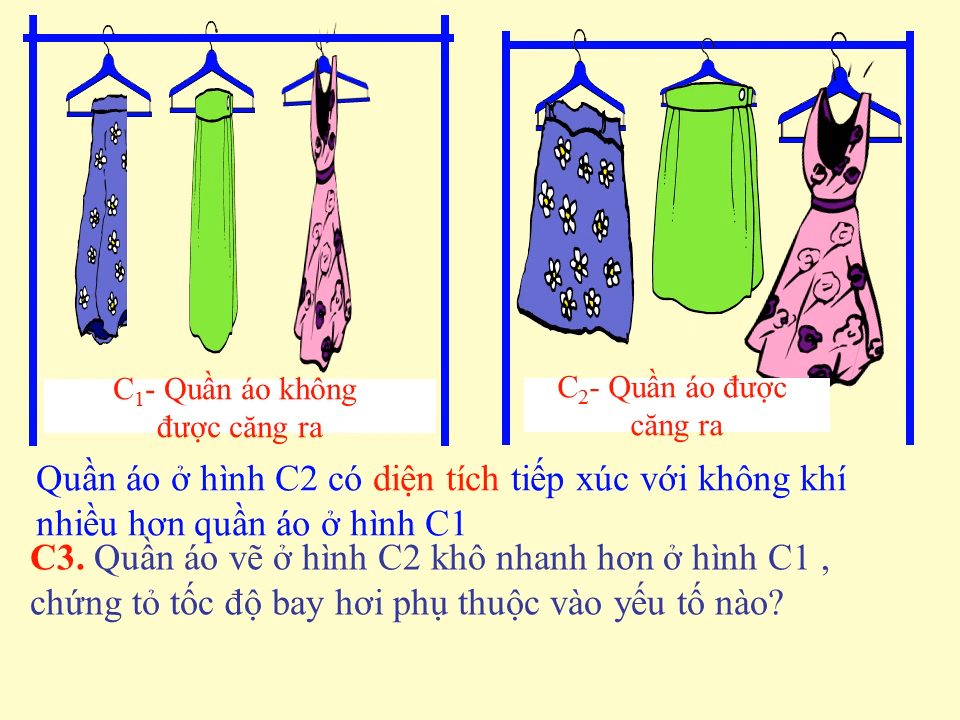 C₁- Quần áo không
được căng ra
C₂- Quần áo được
căng ra
Quần áo ở hình C2 có diện tích tiếp xúc với không khí
nhiều hơn quần áo ở hình C1
C3. Quần áo vẽ ở hình C2 khô nhanh hơn ở hình C1 ,
chứng tỏ tốc độ bay hơi phụ thuộc vào yếu tố nào?